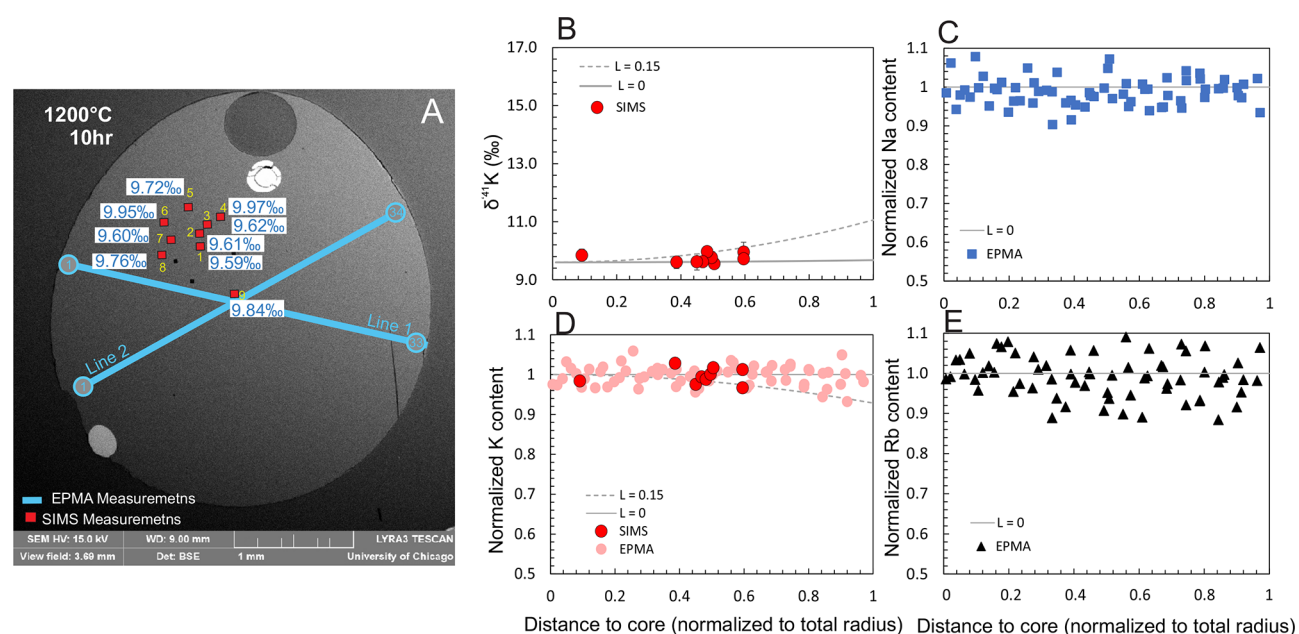 A
1200°C
10hr
9.72‰
5
9.95‰
6
4
9.97‰
3
9.62‰
9.60‰
7
2
9.61‰
9.76‰
8
1
9.59‰
9
9.84‰
1
34
Line 1
33
Line 2
1
EPMA Measuremetns
SIMS Measuremetns
SEM HV: 15.0 kV
WD: 9.00 mm
LYRA3 TESCAN
View field: 3.69 mm
Det: BSE
1 mm
University of Chicago
B
17.0
15.0
13.0
11.0
9.0
δ⁴¹K (‰)
L = 0.15
L = 0
SIMS
0 0.2 0.4 0.6 0.8 1
C
1.1
1
0.9
0.8
0.7
0.6
0.5
Normalized Na content
L = 0
EPMA
0 0.2 0.4 0.6 0.8 1
D
1.1
1
0.9
0.8
0.7
0.6
0.5
Normalized K content
L = 0.15
L = 0
SIMS
EPMA
0 0.2 0.4 0.6 0.8 1
Distance to core (normalized to total radius)
E
1.1
1
0.9
0.8
0.7
0.6
0.5
Normalized Rb content
L = 0
EPMA
0 0.2 0.4 0.6 0.8 1
Distance to core (normalized to total radius)